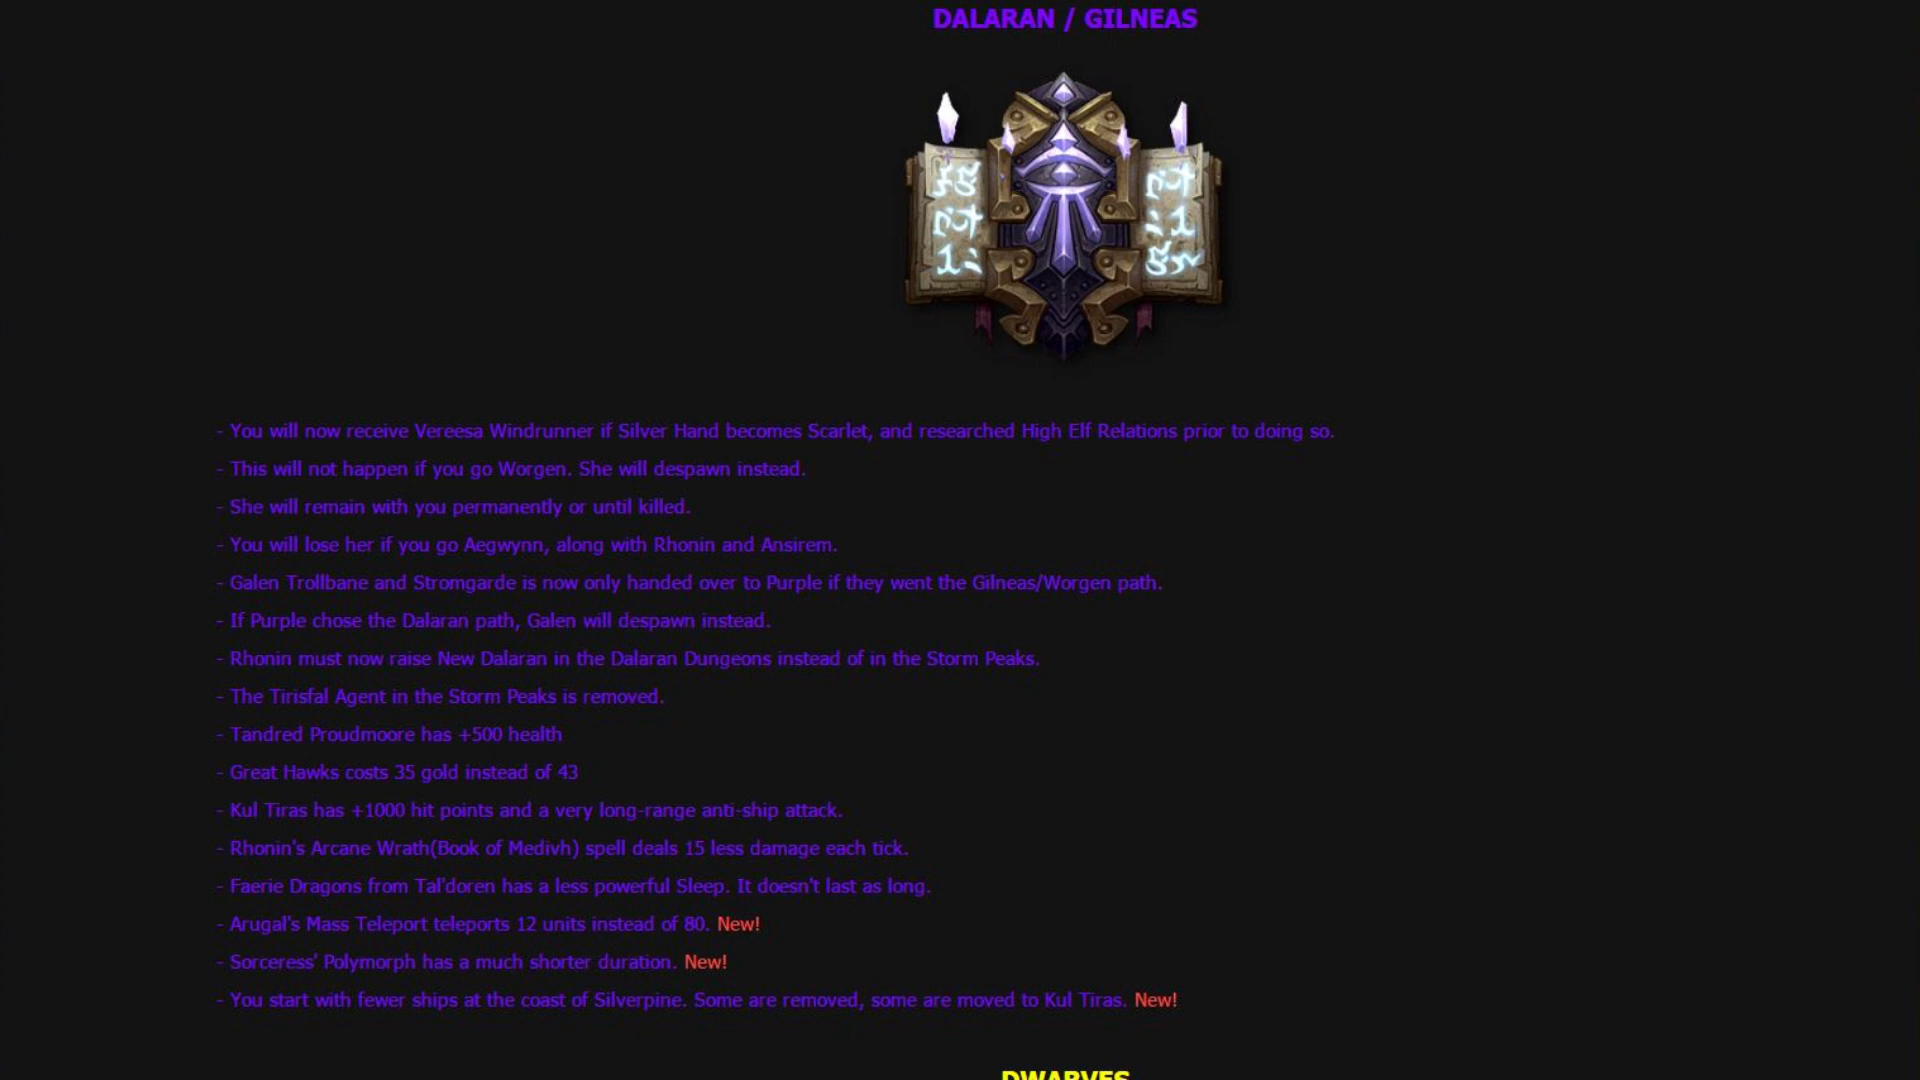 DALARAN / GILNEAS
- You will now receive Vereesa Windrunner if Silver Hand becomes Scarlet, and researched High Elf Relations prior to doing so.
- This will not happen if you go Worgen. She will despawn instead.
- She will remain with you permanently or until killed.
- You will lose her if you go Aegwynn, along with Rhonin and Ansirem.
- Galen Trollbane and Stromgarde is now only handed over to Purple if they went the Gilneas/Worgen path.
- If Purple chose the Dalaran path, Galen will despawn instead.
- Rhonin must now raise New Dalaran in the Dalaran Dungeons instead of in the Storm Peaks.
- The Tirisfal Agent in the Storm Peaks is removed.
- Tandred Proudmoore has +500 health
- Great Hawks costs 35 gold instead of 43
- Kul Tiras has +1000 hit points and a very long-range anti-ship attack.
- Rhonin's Arcane Wrath(Book of Medivh) spell deals 15 less damage each tick.
- Faerie Dragons from Tal'doren has a less powerful Sleep. It doesn't last as long.
- Arugal's Mass Teleport teleports 12 units instead of 80. New!
- Sorceress' Polymorph has a much shorter duration. New!
- You start with fewer ships at the coast of Silverpine. Some are removed, some are moved to Kul Tiras. New!
DWARVES